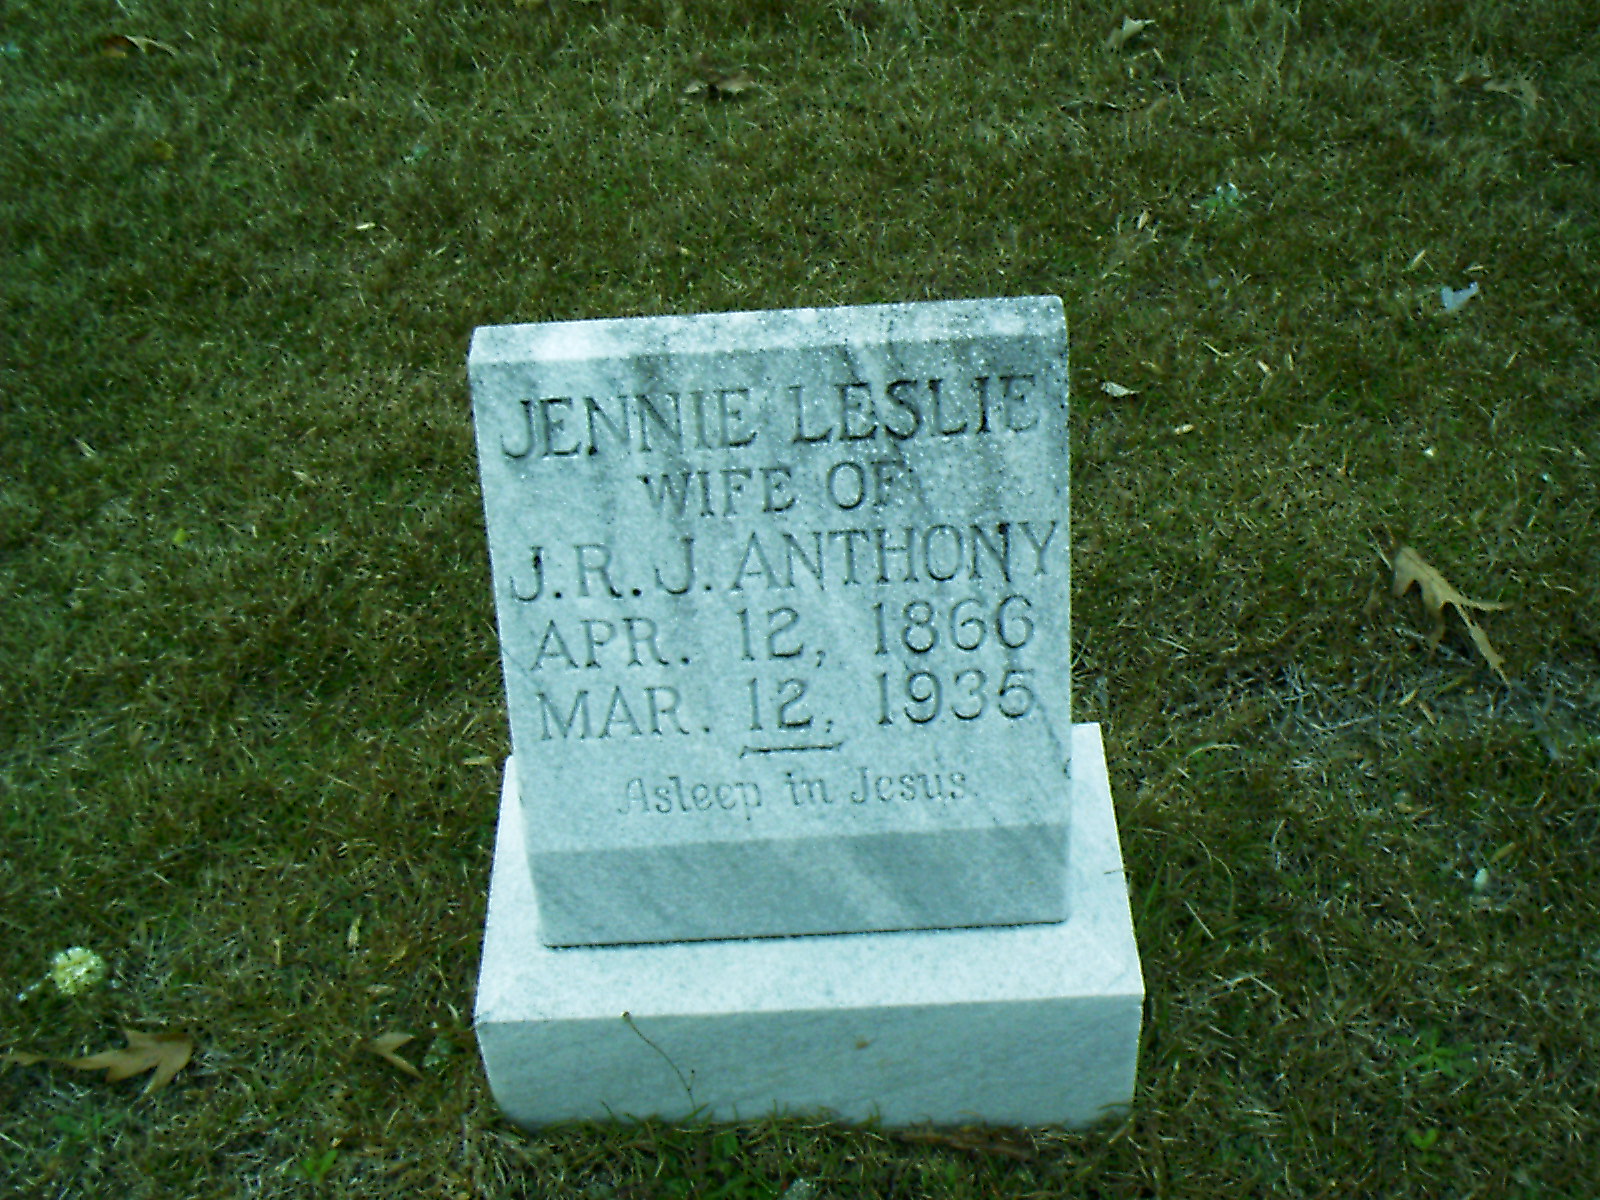 JENNIE LESLIE
WIFE OF
J. R. J. ANTHONY
APR. 12, 1866
MAR. 12, 1935
Asleep in Jesus.